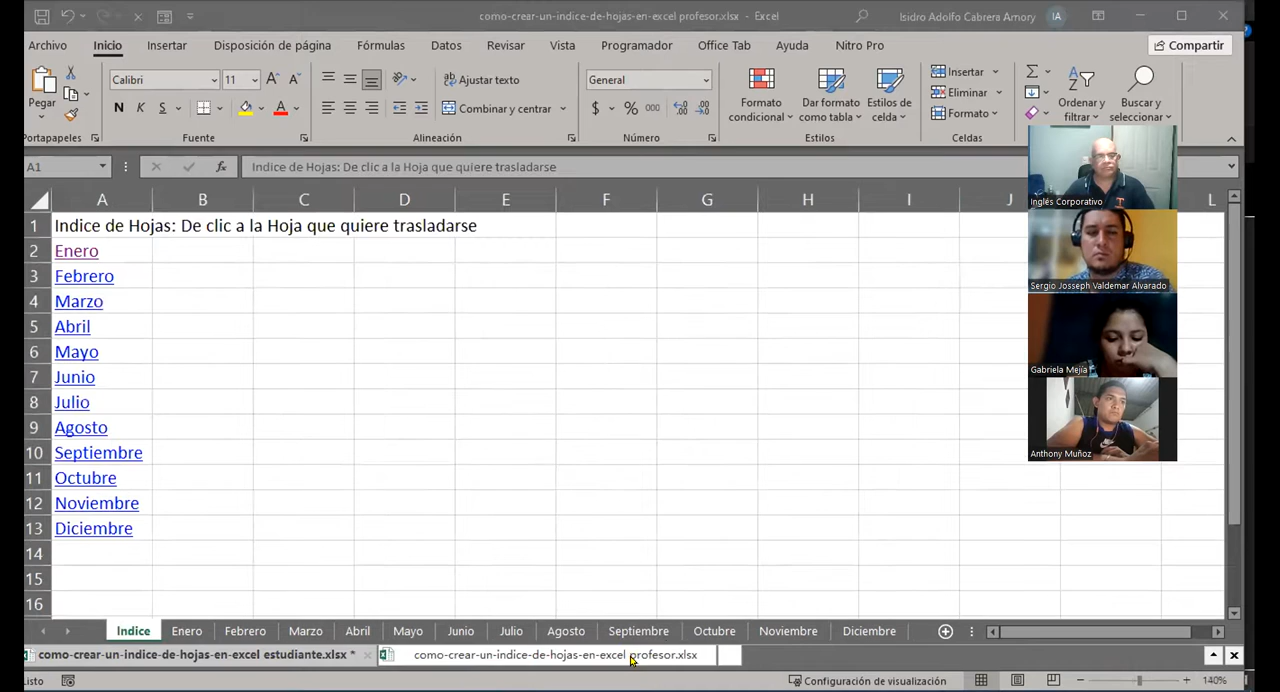 como-crear-un-indice-de-hojas-en-excel profesor.xlsx - Excel
Isidro Adolfo Cabrera Amory
IA
Archivo Inicio Insertar Disposición de página Fórmulas Datos Revisar Vista Programador Office Tab Ayuda Nitro Pro Compartir
Pegar
Portapapeles
Calibri 11
N K S
Fuente
Ajustar texto
Combinar y centrar
Alineación
General
$ % 000
Número
Formato condicional
Dar formato como tabla
Estilos de celda
Estilos
Insertar
Eliminar
Formato
Celdas
Ordenar y filtrar
Buscar y seleccionar
A1 fx Indice de Hojas: De clic a la Hoja que quiere trasladarse
A B C D E F G H I J L
1 Indice de Hojas: De clic a la Hoja que quiere trasladarse
2 Enero
3 Febrero
4 Marzo
5 Abril
6 Mayo
7 Junio
8 Julio
9 Agosto
10 Septiembre
11 Octubre
12 Noviembre
13 Diciembre
14
15
16
Inglés Corporativo
Sergio Josseph Valdemar Alvarado
Gabriela Mejía
Anthony Muñoz
Indice Enero Febrero Marzo Abril Mayo Junio Julio Agosto Septiembre Octubre Noviembre Diciembre
como-crear-un-indice-de-hojas-en-excel estudiante.xlsx * como-crear-un-indice-de-hojas-en-excel profesor.xlsx
Listo Configuración de visualización 140%